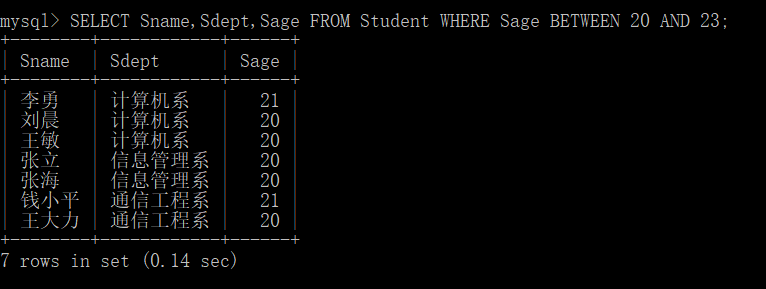 mysql> SELECT Sname,Sdept,Sage FROM Student WHERE Sage BETWEEN 20 AND 23;
+--------+------------+------+
| Sname | Sdept | Sage |
+--------+------------+------+
| 李勇 | 计算机系 | 21 |
| 刘晨 | 计算机系 | 20 |
| 王敏 | 计算机系 | 20 |
| 张立 | 信息管理系 | 20 |
| 张海 | 信息管理系 | 20 |
| 钱小平 | 通信工程系 | 21 |
| 王大力 | 通信工程系 | 20 |
+--------+------------+------+
7 rows in set (0.14 sec)